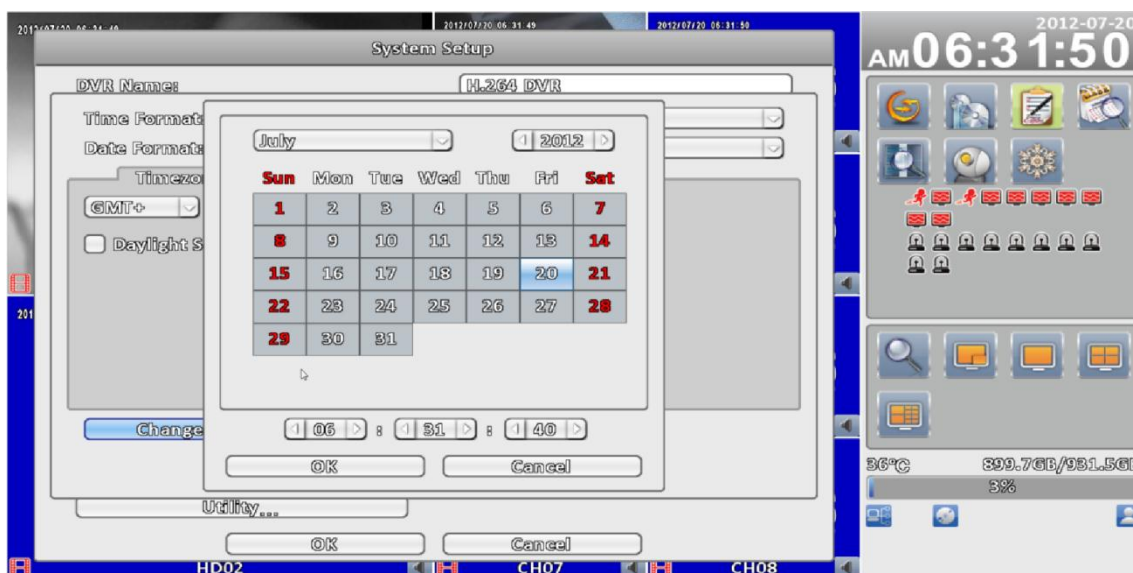 2012/07/20 06:31:49
2012/07/20 06:31:50
2012-07-20
AM06:31:50
System Setup
DVR Name:
H.264 DVR
Time Format:
Date Format:
July
2012
Timezo
Sun Mon Tue Wed Thu Fri Sat
GMT+
1 2 3 4 5 6 7
Daylight S
8 9 10 11 12 13 14
15 16 17 18 19 20 21
22 23 24 25 26 27 28
201
29 30 31
Change
06 : 31 : 40
OK
Cancel
36°C
899.7GB/931.5G
3%
Utility...
OK
Cancel
HD02
CH07
CH08